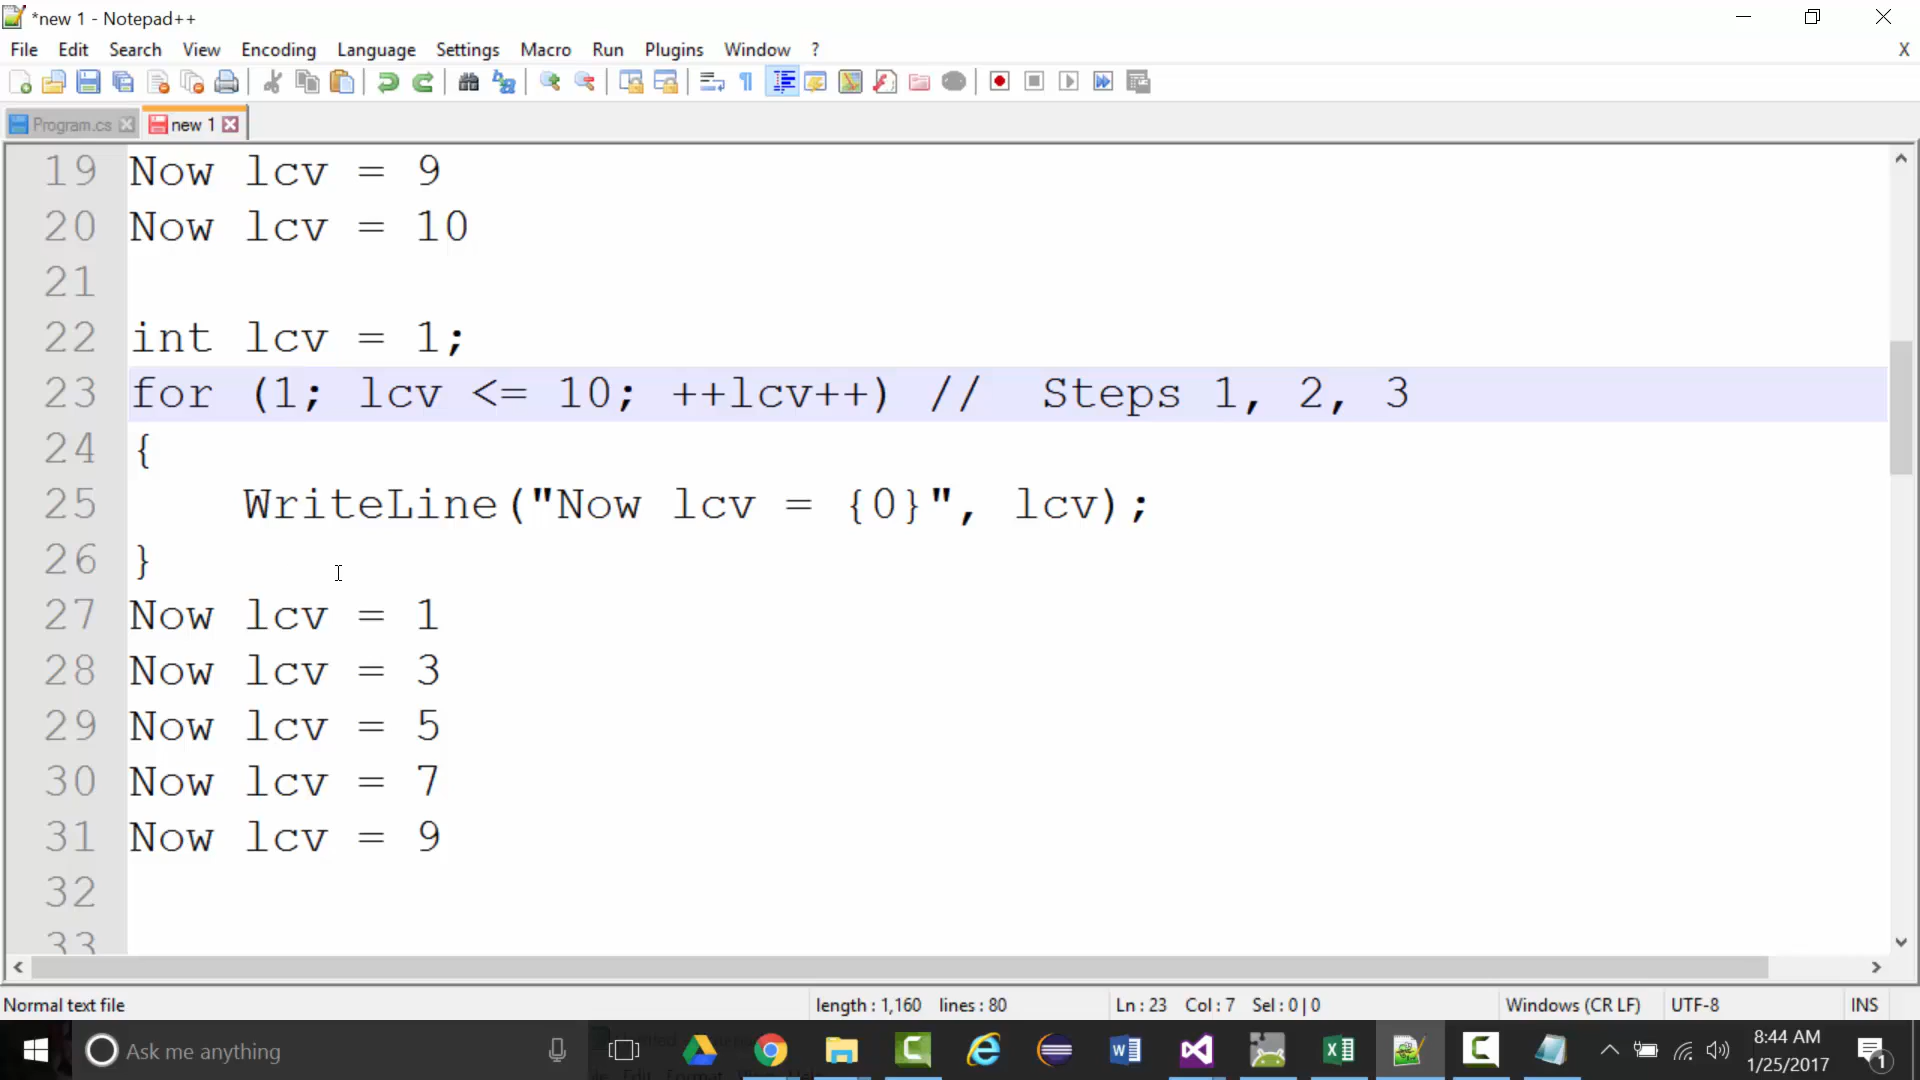 *new 1 - Notepad++
File Edit Search View Encoding Language Settings Macro Run Plugins Window ? X
Program.cs new 1
19 Now lcv = 9
20 Now lcv = 10
21
22 int lcv = 1;
23 for (1; lcv <= 10; ++lcv++) //  Steps 1, 2, 3
24 {
25     WriteLine("Now lcv = {0}", lcv);
26 }
27 Now lcv = 1
28 Now lcv = 3
29 Now lcv = 5
30 Now lcv = 7
31 Now lcv = 9
32
33
Normal text file length : 1,160 lines : 80 Ln : 23 Col : 7 Sel : 0 | 0 Windows (CR LF) UTF-8 INS
Ask me anything
8:44 AM
1/25/2017
1